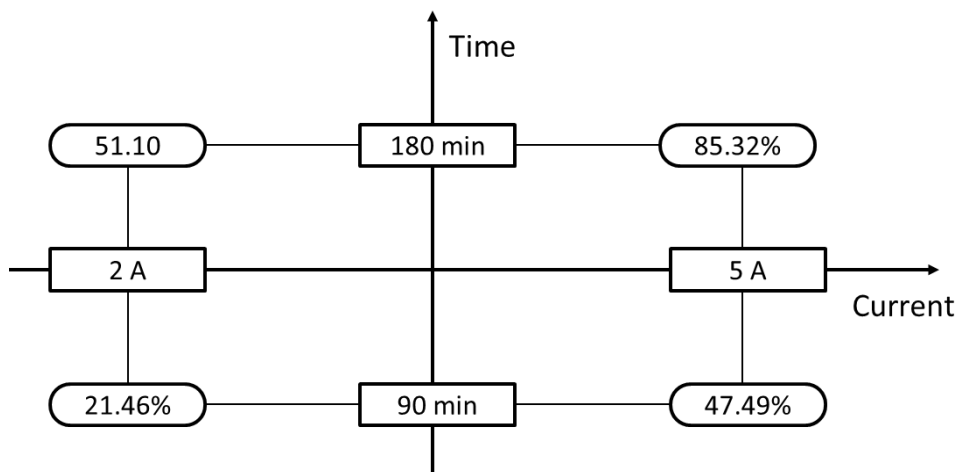 Time
51.10
180 min
85.32%
2 A
5 A
Current
21.46%
90 min
47.49%